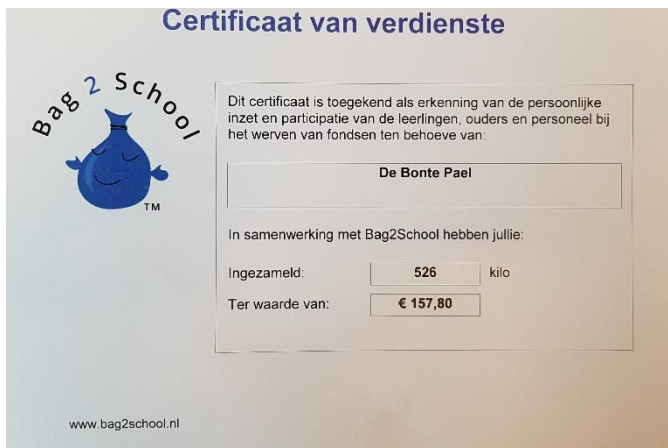 Certificaat van verdienste
Bag 2 School
TM
Dit certificaat is toegekend als erkenning van de persoonlijke
inzet en participatie van de leerlingen, ouders en personeel bij
het werven van fondsen ten behoeve van:
De Bonte Pael
In samenwerking met Bag2School hebben jullie:
Ingezameld: 526 kilo
Ter waarde van: € 157,80
www.bag2school.nl